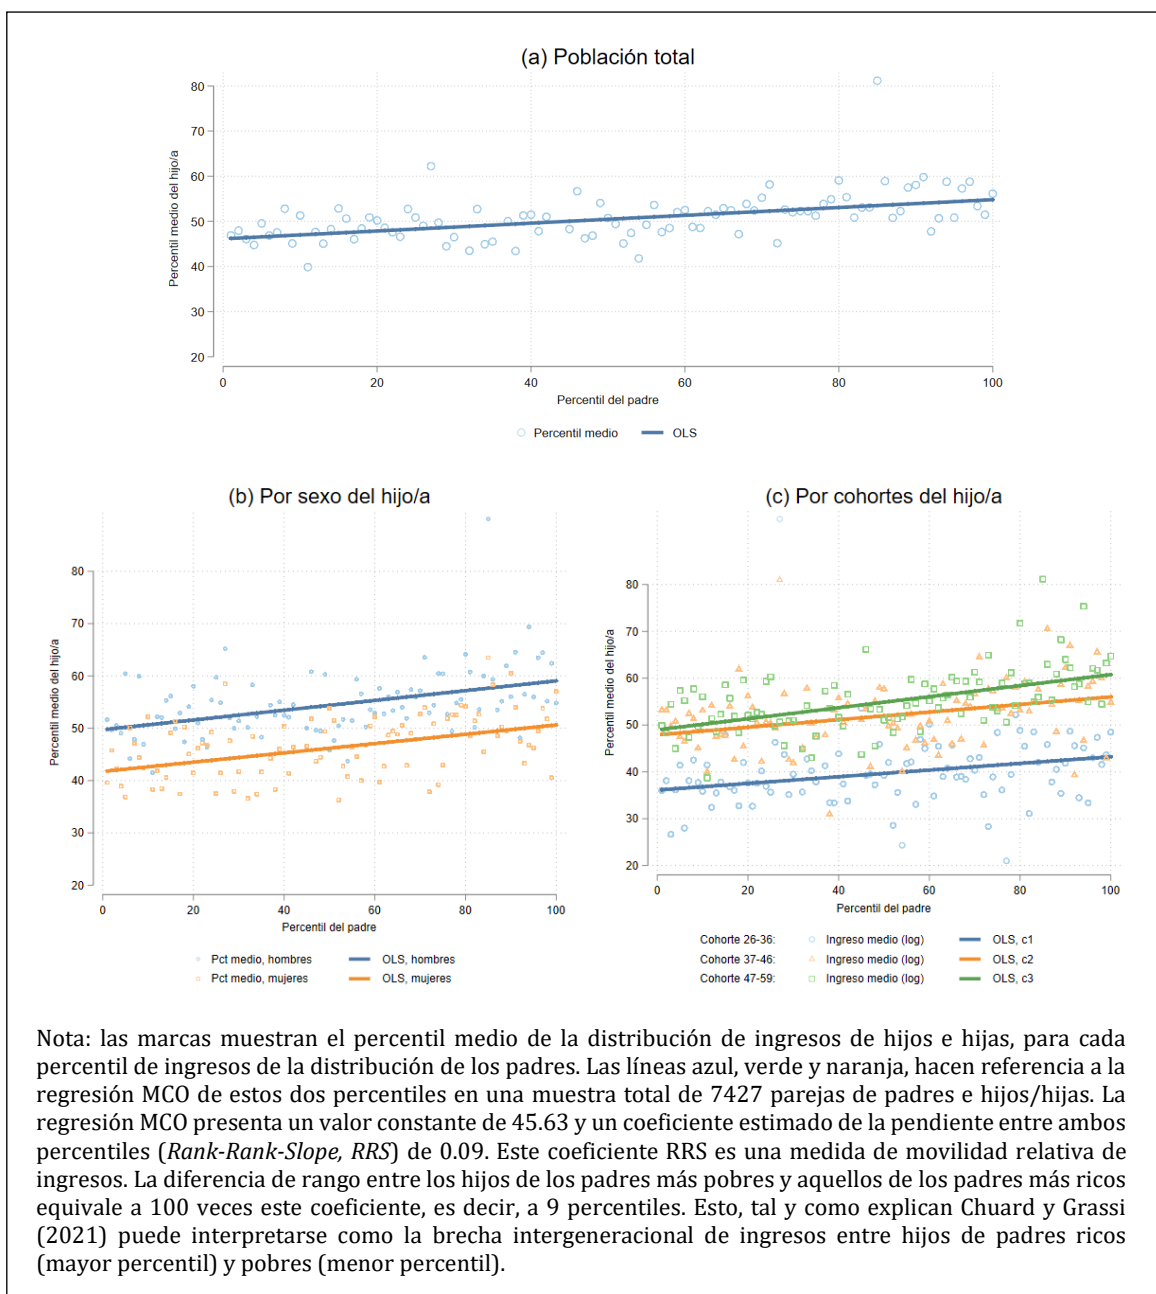 (a) Población total
80
70
60
50
40
30
20
Percentil medio del hijo/a
0 20 40 60 80 100
Percentil del padre
Percentil medio OLS
(b) Por sexo del hijo/a
80
70
60
50
40
30
20
Percentil medio del hijo/a
0 20 40 60 80 100
Percentil del padre
Pct medio, hombres OLS, hombres
Pct medio, mujeres OLS, mujeres
(c) Por cohortes del hijo/a
80
70
60
50
40
30
20
Percentil medio del hijo/a
0 20 40 60 80 100
Percentil del padre
Cohorte 26-36: Ingreso medio (log) OLS, c1
Cohorte 37-46: Ingreso medio (log) OLS, c2
Cohorte 47-59: Ingreso medio (log) OLS, c3
Nota: las marcas muestran el percentil medio de la distribución de ingresos de hijos e hijas, para cada
percentil de ingresos de la distribución de los padres. Las líneas azul, verde y naranja, hacen referencia a la
regresión MCO de estos dos percentiles en una muestra total de 7427 parejas de padres e hijos/hijas. La
regresión MCO presenta un valor constante de 45.63 y un coeficiente estimado de la pendiente entre ambos
percentiles (Rank-Rank-Slope, RRS) de 0.09. Este coeficiente RRS es una medida de movilidad relativa de
ingresos. La diferencia de rango entre los hijos de los padres más pobres y aquellos de los padres más ricos
equivale a 100 veces este coeficiente, es decir, a 9 percentiles. Esto, tal y como explican Chuard y Grassi
(2021) puede interpretarse como la brecha intergeneracional de ingresos entre hijos de padres ricos
(mayor percentil) y pobres (menor percentil).